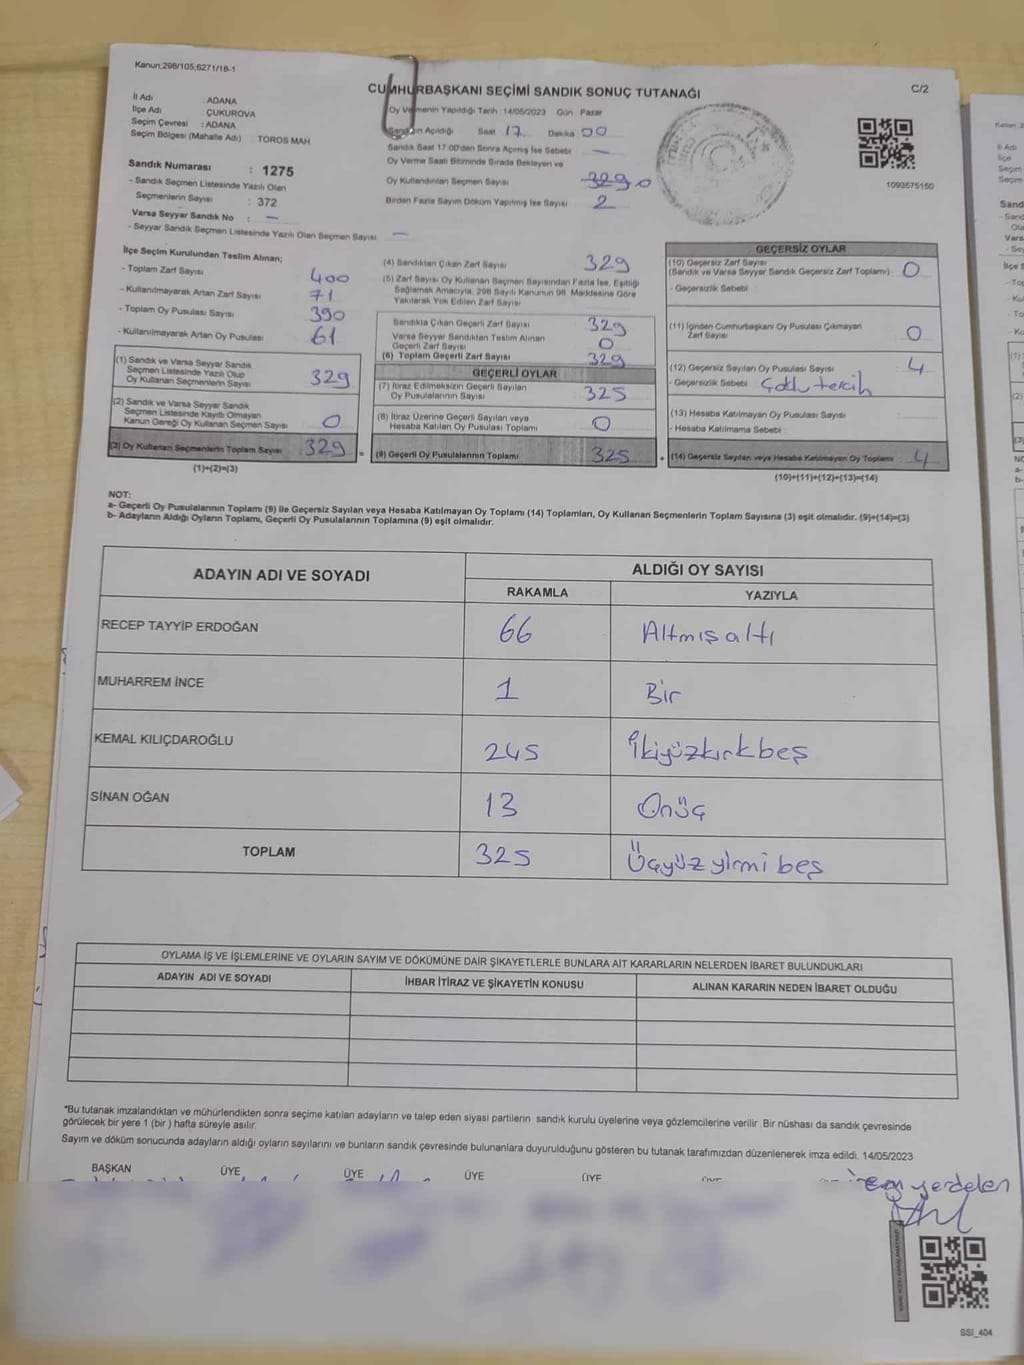 Kanun;298/105,6271/18-1
CUMHURBAŞKANI SEÇİMİ SANDIK SONUÇ TUTANAĞI
C/2
İl Adı : ADANA
İlçe Adı : ÇUKUROVA
Seçim Çevresi : ADANA
Seçim Bölgesi (Mahalle Adı) : TOROS MAH
Sandık Numarası : 1275
- Sandık Seçmen Listesinde Yazılı Olan
Seçmenlerin Sayısı : 372
Varsa Seyyar Sandık No : —
- Seyyar Sandık Seçmen Listesinde Yazılı Olan Seçmen Sayısı —
Oy Vermenin Yapıldığı Tarih :14/05/2023 Gün Pazar
Sandığın Açıldığı Saat 17 Dakika 00
Sandık Saat 17.00'den Sonra Açımış İse Sebebi —
Oy Verme Saati Bitiminde Sırada Bekleyen ve
Oy Kullandırılan Seçmen Sayısı 329 0
Birden Fazla Sayım Döküm Yapılmış İse Sayısı 2
1093575150
İlçe Seçim Kurulundan Teslim Alınan;
- Toplam Zarf Sayısı 400
- Kullanılmayarak Artan Zarf Sayısı 71
- Toplam Oy Pusulası Sayısı 390
- Kullanılmayarak Artan Oy Pusulası 61
(1) Sandık ve Varsa Seyyar Sandık
Seçmen Listesinde Yazılı Olup
Oy Kullanan Seçmenlerin Sayısı 329
(2) Sandık ve Varsa Seyyar Sandık
Seçmen Listesinde Kayıtlı Olmayan
Kanun Gereği Oy Kullanan Seçmen Sayısı 0
(3) Oy Kullanan Seçmenlerin Toplam Sayısı 329 =
(1)+(2)=(3)
(4) Sandıktan Çıkan Zarf Sayısı 329
(5) Zarf Sayısı Oy Kullanan Seçmen Sayısından Fazla İse, Eşitliği
Sağlamak Amacıyla; 298 Sayılı Kanunun 98. Maddesine Göre
Yakılarak Yok Edilen Zarf Sayısı
Sandıkta Çıkan Geçerli Zarf Sayısı 329
Varsa Seyyar Sandıktan Teslim Alınan
Geçerli Zarf Sayısı 0
(6) Toplam Geçerli Zarf Sayısı 329
GEÇERLİ OYLAR
(7) İtiraz Edilmeksizin Geçerli Sayılan
Oy Pusulalarının Sayısı 325
(8) İtiraz Üzerine Geçerli Sayılan veya
Hesaba Katılan Oy Pusulası Toplamı 0
(9) Geçerli Oy Pusulalarının Toplamı 325 +
GEÇERSİZ OYLAR
(10) Geçersiz Zarf Sayısı
(Sandık ve Varsa Seyyar Sandık Geçersiz Zarf Toplamı) 0
- Geçersizlik Sebebi
(11) İçinden Cumhurbaşkanı Oy Pusulası Çıkmayan
Zarf Sayısı 0
(12) Geçersiz Sayılan Oy Pusulası Sayısı 4
- Geçersizlik Sebebi Çoklu tercih
(13) Hesaba Katılmayan Oy Pusulası Sayısı
- Hesaba Katılmama Sebebi
(14) Geçersiz Sayılan veya Hesaba Katılmayan Oy Toplamı 4
(10)+(11)+(12)+(13)=(14)
NOT:
a- Geçerli Oy Pusulalarının Toplamı (9) ile Geçersiz Sayılan veya Hesaba Katılmayan Oy Toplamı (14) Toplamları, Oy Kullanan Seçmenlerin Toplam Sayısına (3) eşit olmalıdır. (9)+(14)=(3)
b- Adayların Aldığı Oyların Toplamı, Geçerli Oy Pusulalarının Toplamına (9) eşit olmalıdır.
ADAYIN ADI VE SOYADI
ALDIĞI OY SAYISI
RAKAMLA YAZIYLA
RECEP TAYYİP ERDOĞAN 66 Altmışaltı
MUHARREM İNCE 1 Bir
KEMAL KILIÇDAROĞLU 245 İkiyüzkırkbeş
SİNAN OĞAN 13 Onüç
TOPLAM 325 Üçyüzyirmi beş
OYLAMA İŞ VE İŞLEMLERİNE VE OYLARIN SAYIM VE DÖKÜMÜNE DAİR ŞİKAYETLERLE BUNLARA AİT KARARLARIN NELERDEN İBARET BULUNDUKLARI
ADAYIN ADI VE SOYADI İHBAR İTİRAZ VE ŞİKAYETİN KONUSU ALINAN KARARIN NEDEN İBARET OLDUĞU
*Bu tutanak imzalandıktan ve mühürlendikten sonra seçime katılan adayların ve talep eden siyasi partilerin sandık kurulu üyelerine veya gözlemcilerine verilir. Bir nüshası da sandık çevresinde
görülecek bir yere 1 (bir ) hafta süreyle asılır.
Sayım ve döküm sonucunda adayların aldığı oyların sayılarını ve bunların sandık çevresinde bulunanlara duyurulduğunu gösteren bu tutanak tarafımızdan düzenlenerek imza edildi. 14/05/2023
BAŞKAN ÜYE ÜYE ÜYE ÜYE
SSI_404